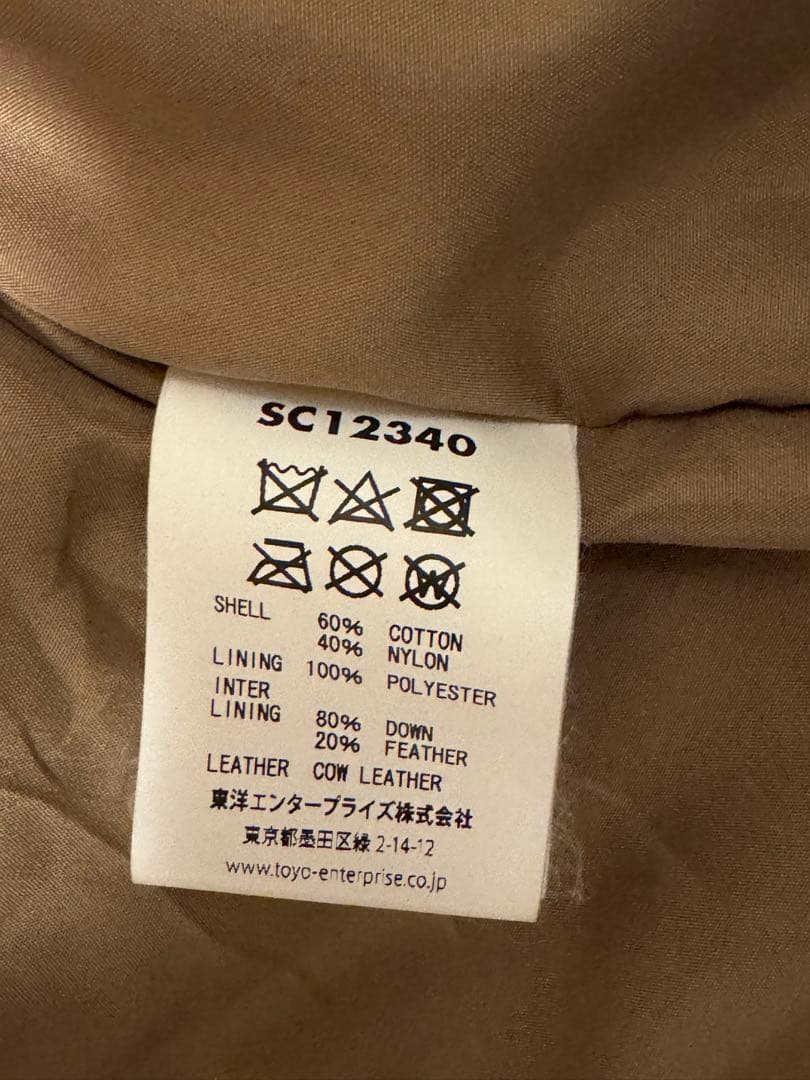 SC12340
W
SHELL 60% COTTON
40% NYLON
LINING 100% POLYESTER
INTER
LINING 80% DOWN
20% FEATHER
LEATHER COW LEATHER
東洋エンタープライズ株式会社
東京都墨田区緑 2-14-12
www.toyo-enterprise.co.jp